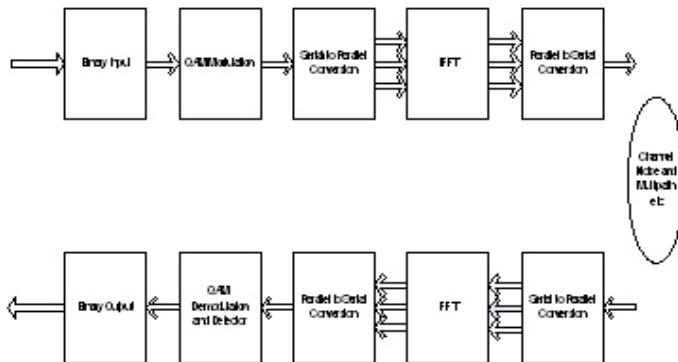 Binary Input
QAM Modulation
Serial to Parallel
Conversion
IFFT
Parallel to Serial
Conversion
Channel
Noise and
Multipath
etc
Binary Output
QAM
Demodulation
and Detector
Parallel to Serial
Conversion
FFT
Serial to Parallel
Conversion